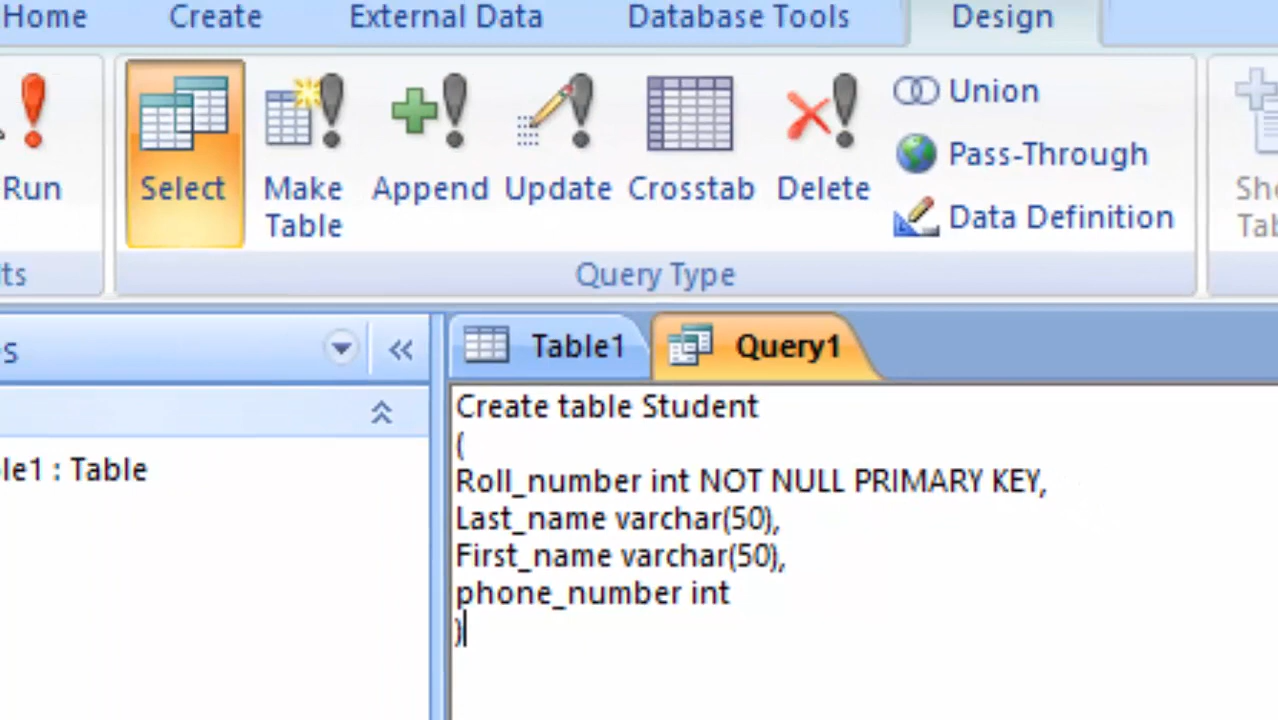 Home Create External Data Database Tools Design
Run Select Make Table Append Update Crosstab Delete Union
Pass-Through
Data Definition
Query Type
Table1 Query1
Create table Student
(
Roll_number int NOT NULL PRIMARY KEY,
Last_name varchar(50),
First_name varchar(50),
phone_number int
)
le1 : Table